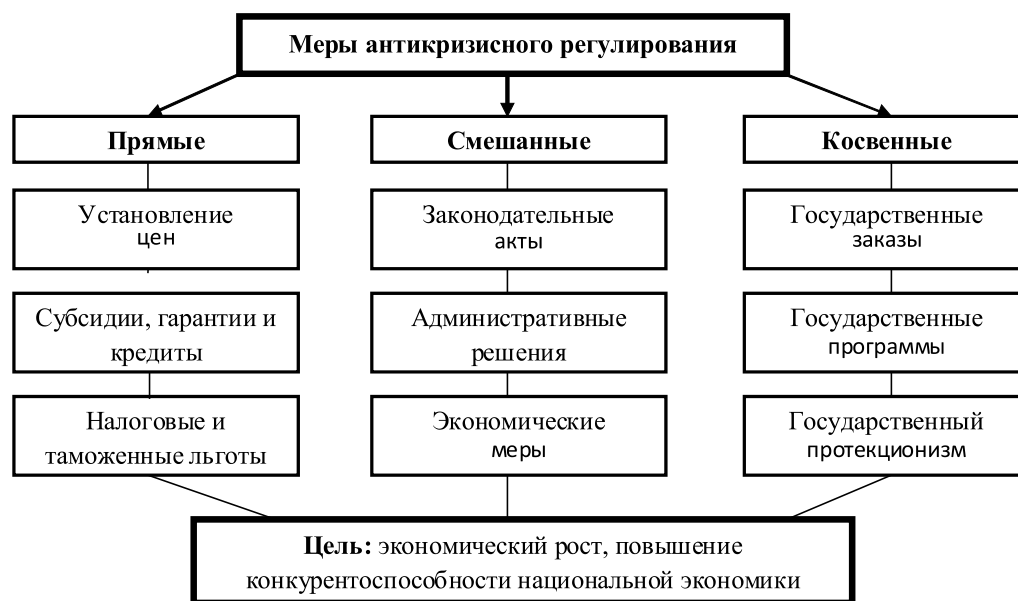 Меры антикризисного регулирования
Прямые
Смешанные
Косвенные
Установление
цен
Законодательные
акты
Государственные
заказы
Субсидии, гарантии и
кредиты
Административные
решения
Государственные
программы
Налоговые и
таможенные льготы
Экономические
меры
Государственный
протекционизм
Цель: экономический рост, повышение
конкурентоспособности национальной экономики